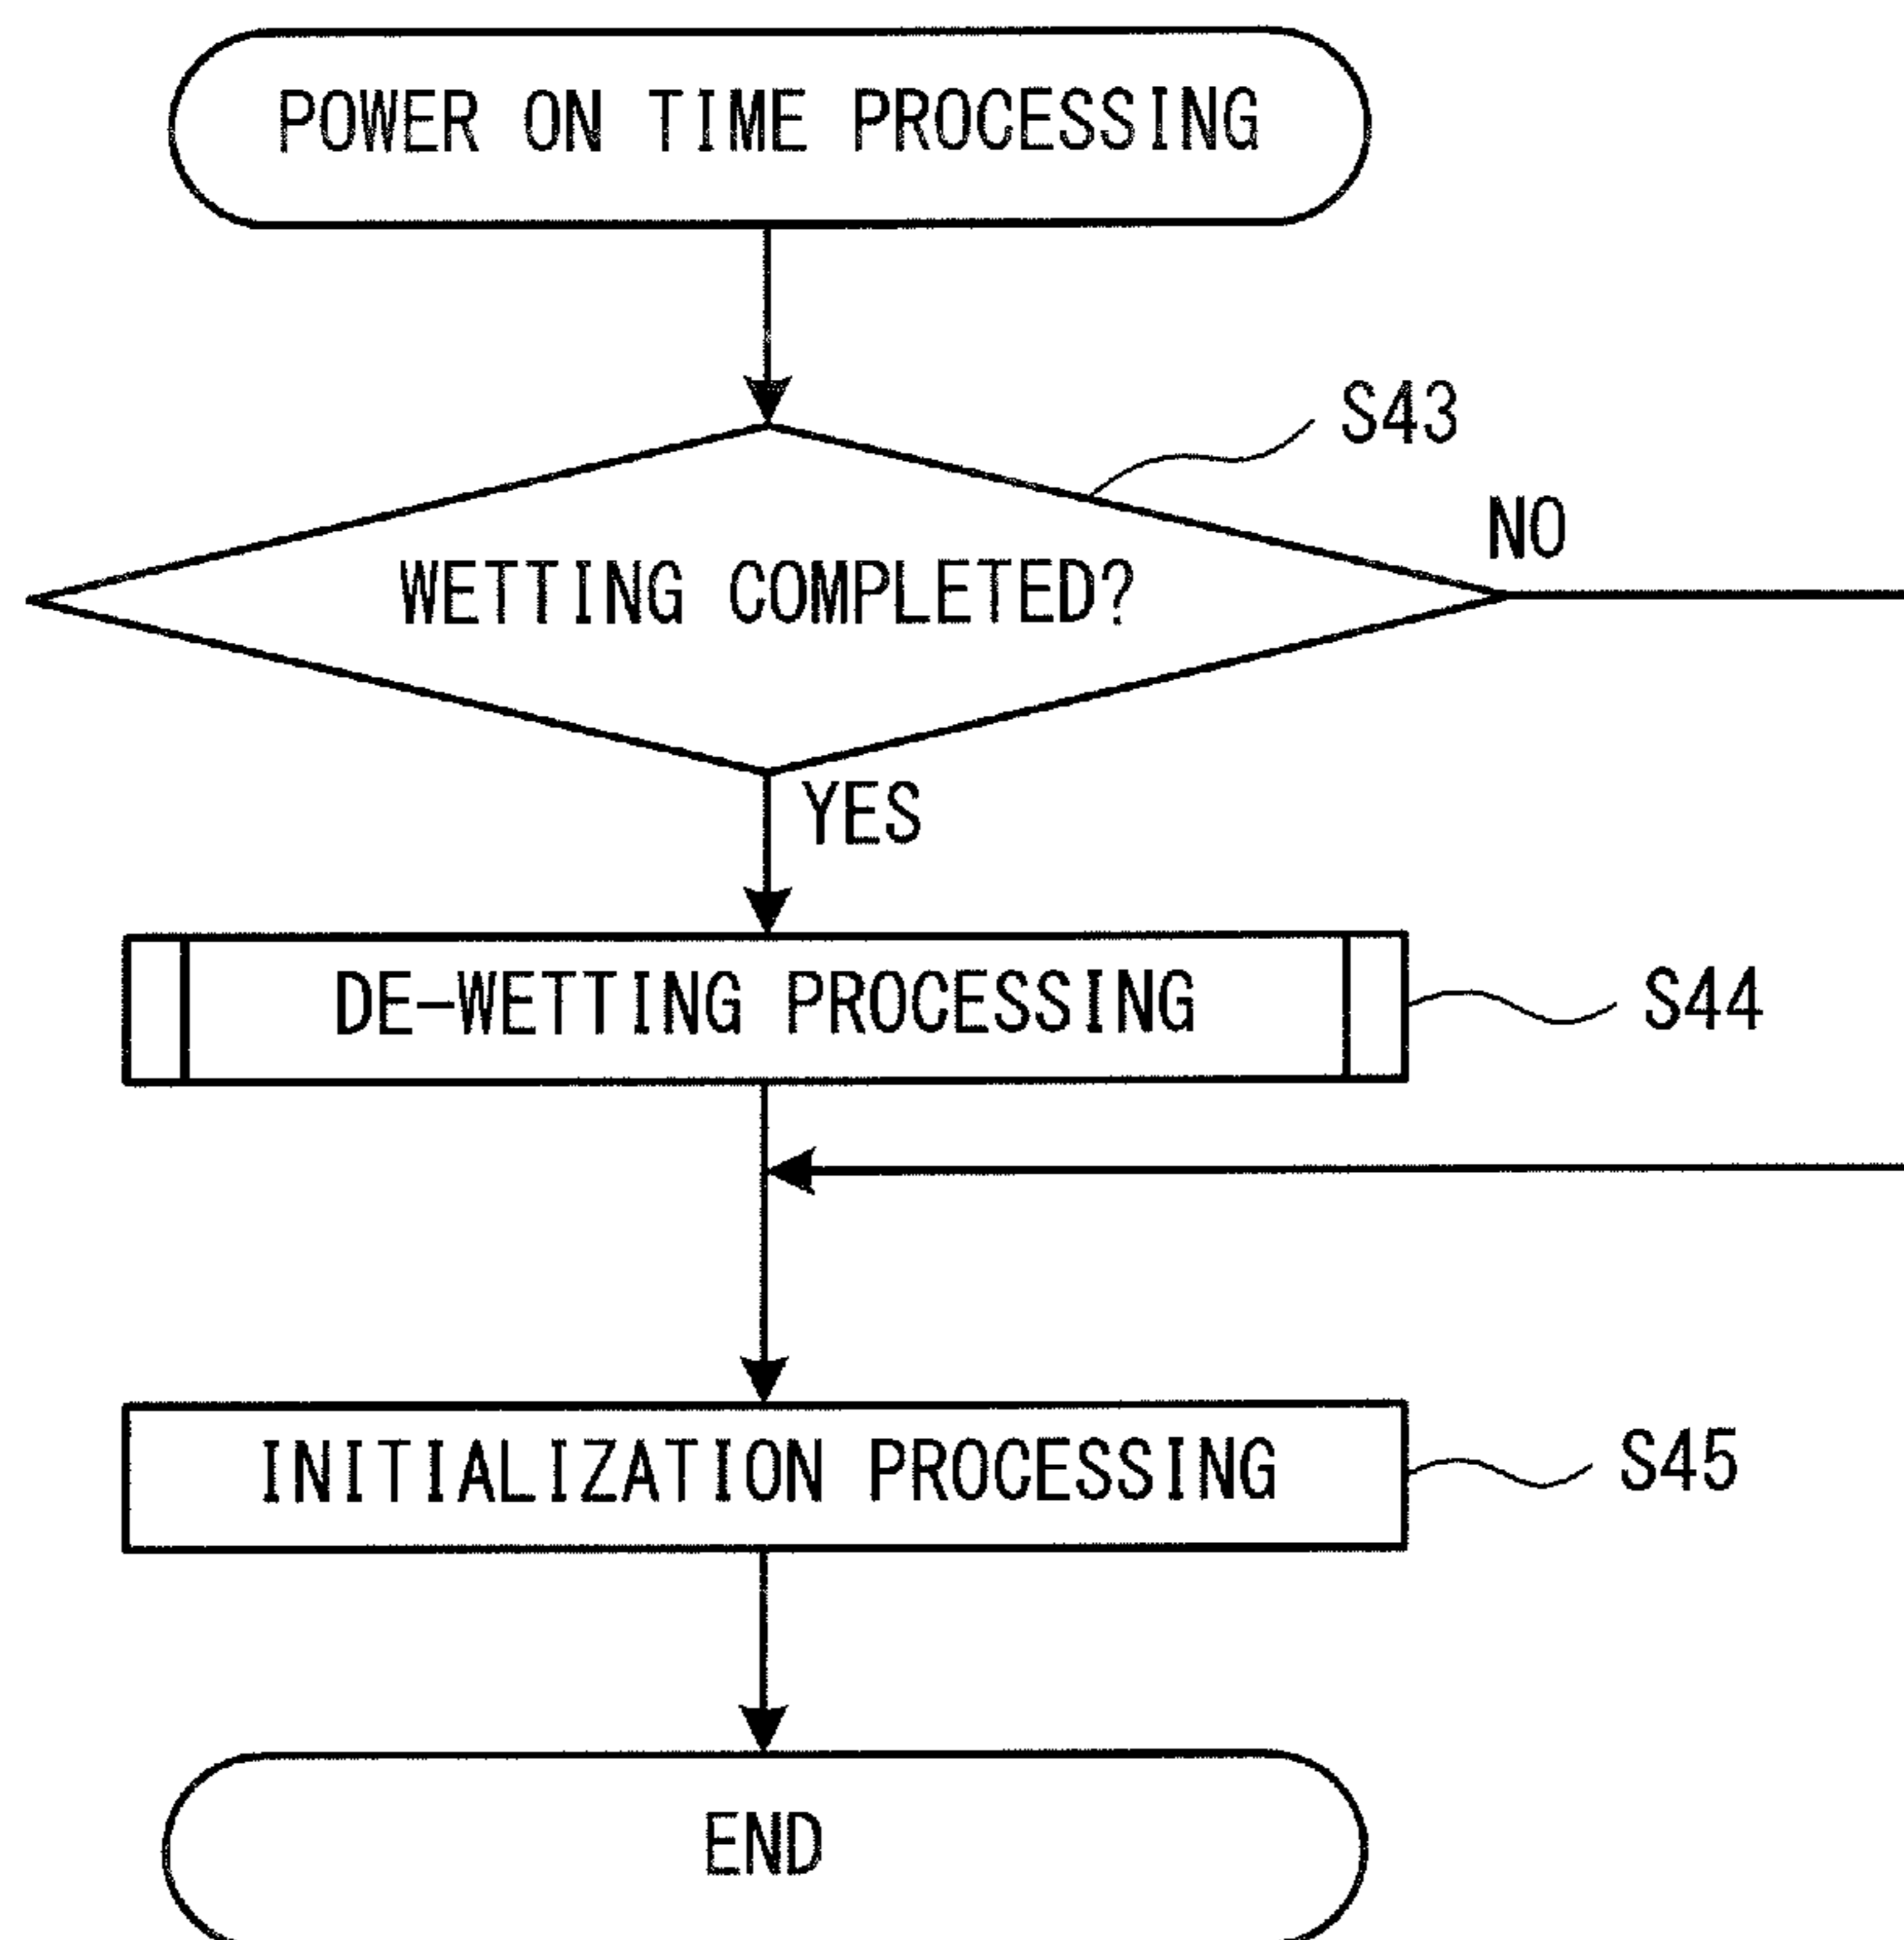 POWER ON TIME PROCESSING
S43
NO
WETTING COMPLETED?
YES
DE-WETTING PROCESSING
S44
INITIALIZATION PROCESSING
S45
END